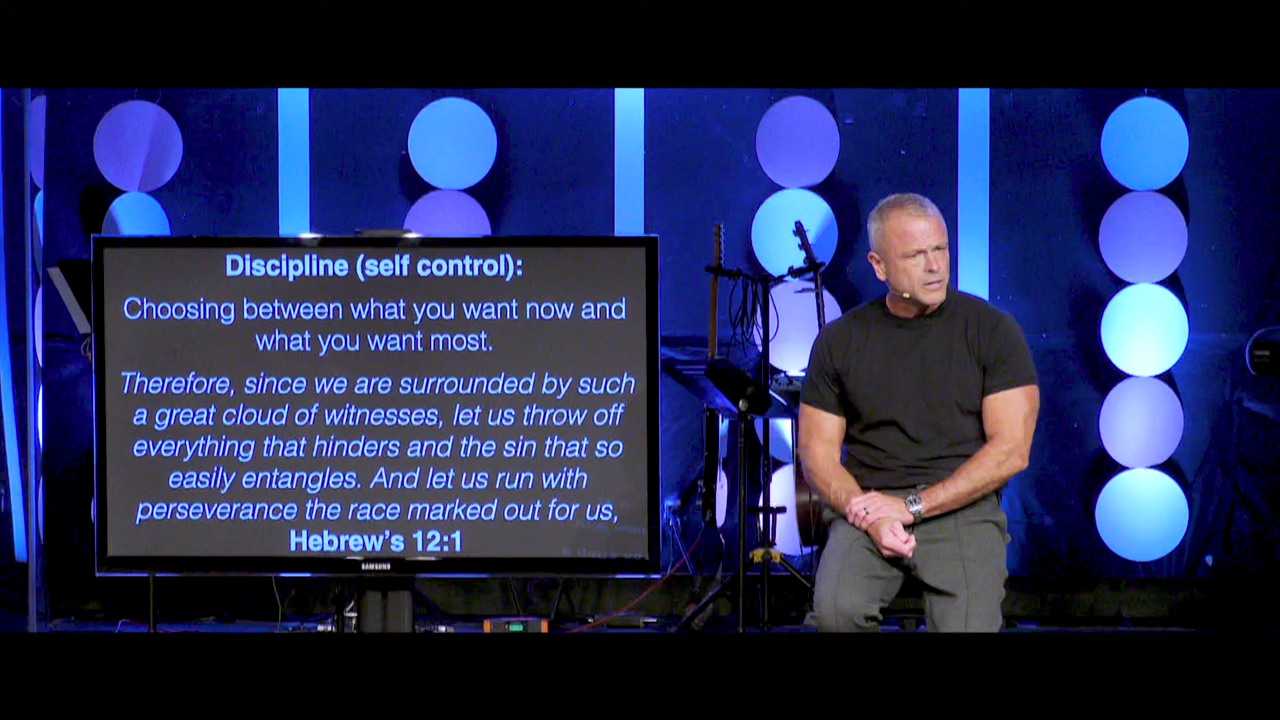 Discipline (self control):
Choosing between what you want now and
what you want most.
Therefore, since we are surrounded by such
a great cloud of witnesses, let us throw off
everything that hinders and the sin that so
easily entangles. And let us run with
perseverance the race marked out for us,
Hebrew's 12:1
SAMSUNG